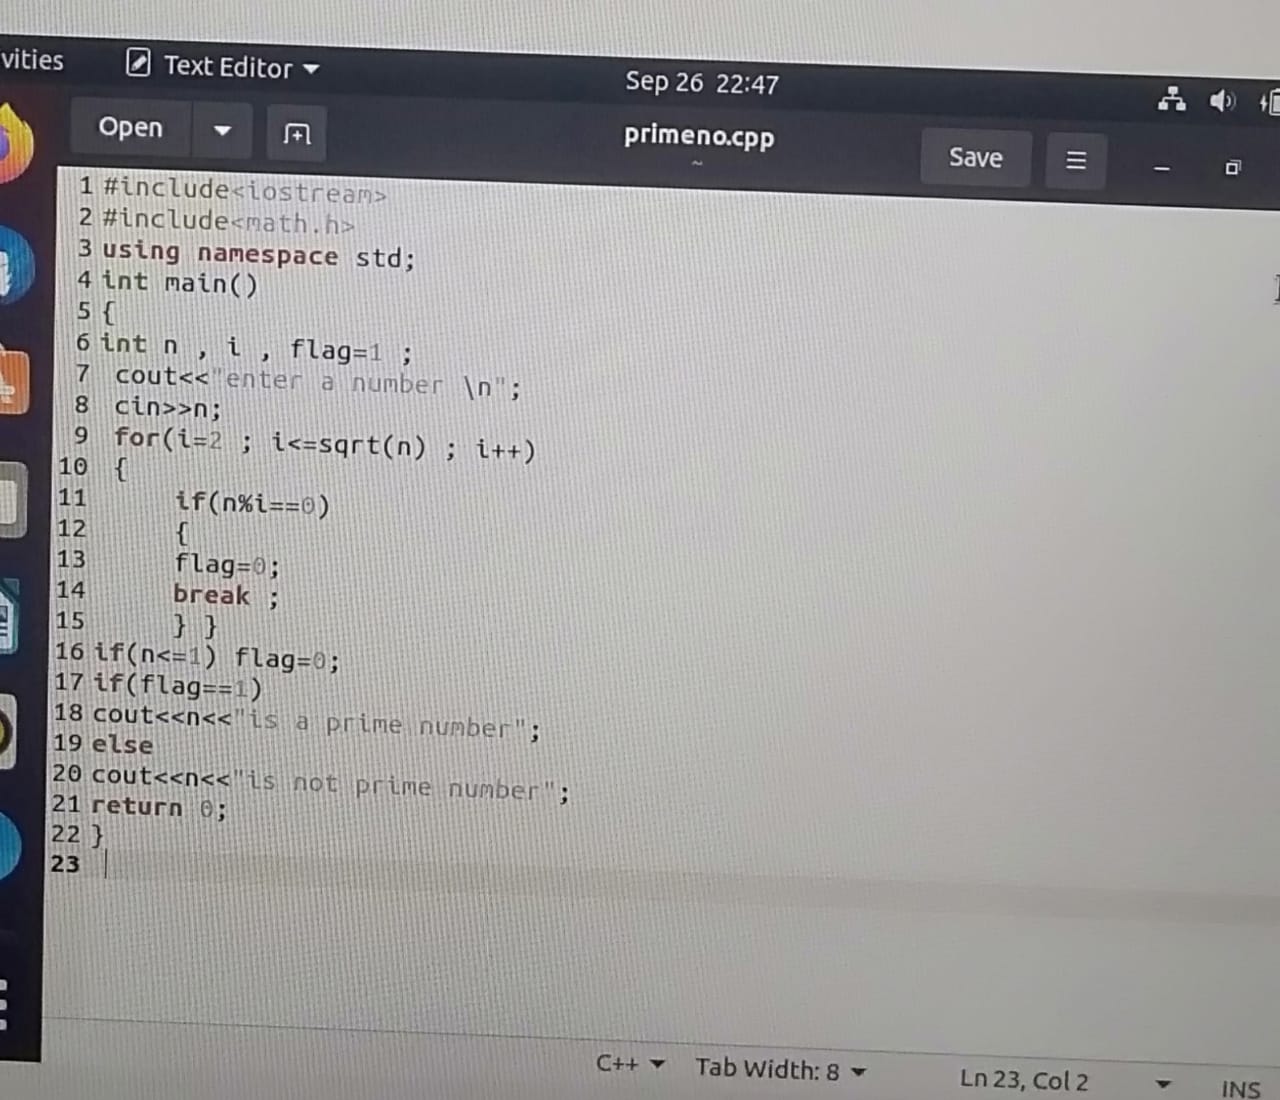 vities Text Editor Sep 26 22:47
Open primeno.cpp Save
~
1 #include<iostream>
2 #include<math.h>
3 using namespace std;
4 int main()
5 {
6 int n , i , flag=1 ;
7 cout<<"enter a number \n";
8 cin>>n;
9 for(i=2 ; i<=sqrt(n) ; i++)
10 {
11 if(n%i==0)
12 {
13 flag=0;
14 break ;
15 } }
16 if(n<=1) flag=0;
17 if(flag==1)
18 cout<<n<<"is a prime number";
19 else
20 cout<<n<<"is not prime number";
21 return 0;
22 }
23
C++ Tab Width: 8 Ln 23, Col 2 INS